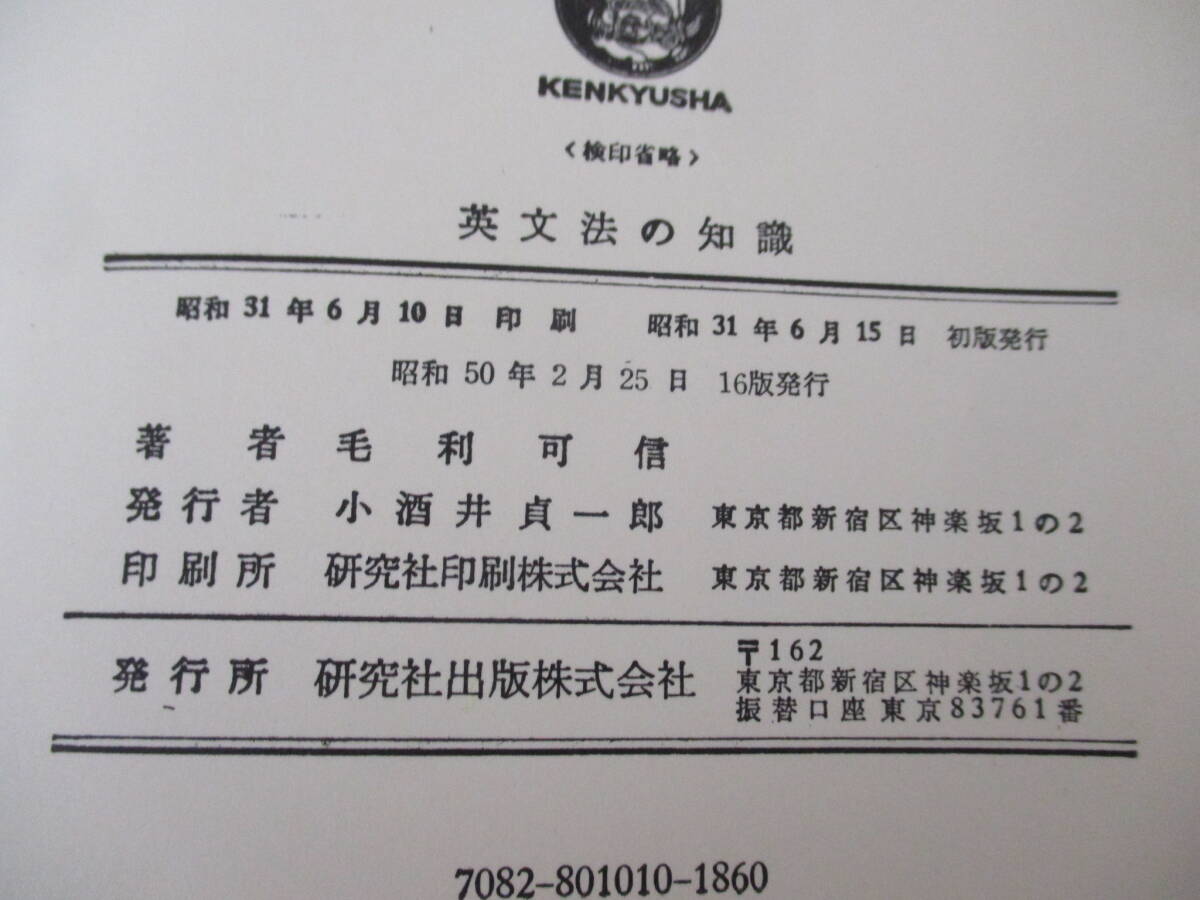 KENKYUSHA
〈検印省略〉
英文法の知識
昭和 31 年 6 月 10 日 印 刷 昭和 31 年 6 月 15 日 初版発行
昭和 50 年 2 月 25 日 16版発行
著 者 毛 利 可 信
発行者 小酒井貞一郎 東京都新宿区神楽坂1の2
印刷所 研究社印刷株式会社 東京都新宿区神楽坂1の2
発行所 研究社出版株式会社
〒162
東京都新宿区神楽坂1の2
振替口座 東京83761番
7082-801010-1860